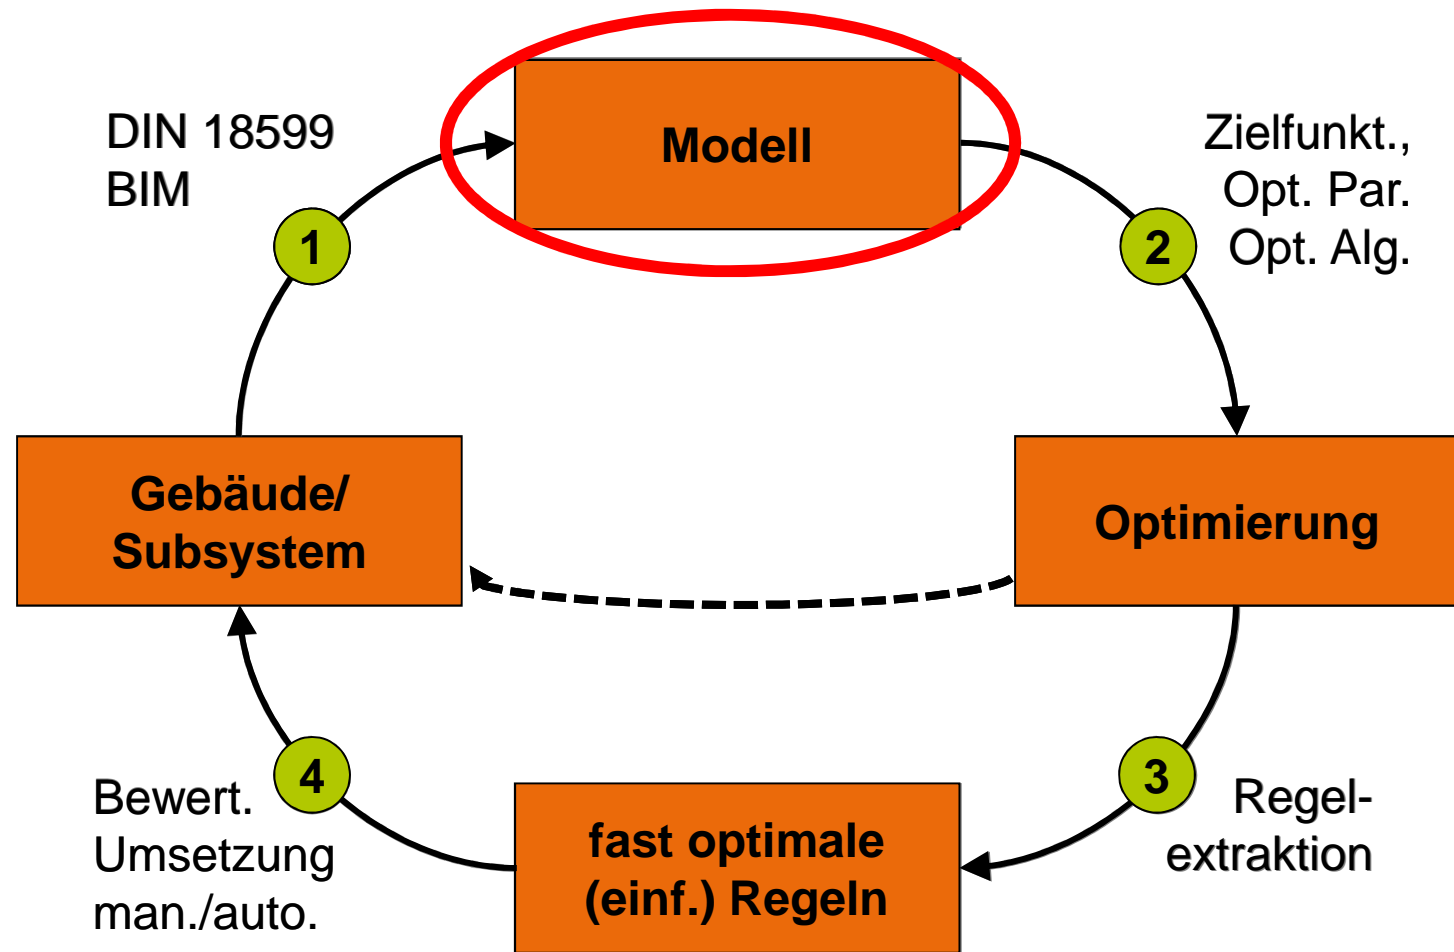 DIN 18599
BIM
Modell
Zielfunkt.,
Opt. Par.
Opt. Alg.
1
2
Gebäude/
Subsystem
Optimierung
4
3
Bewert.
Umsetzung
man./auto.
fast optimale
(einf.) Regeln
Regel-
extraktion